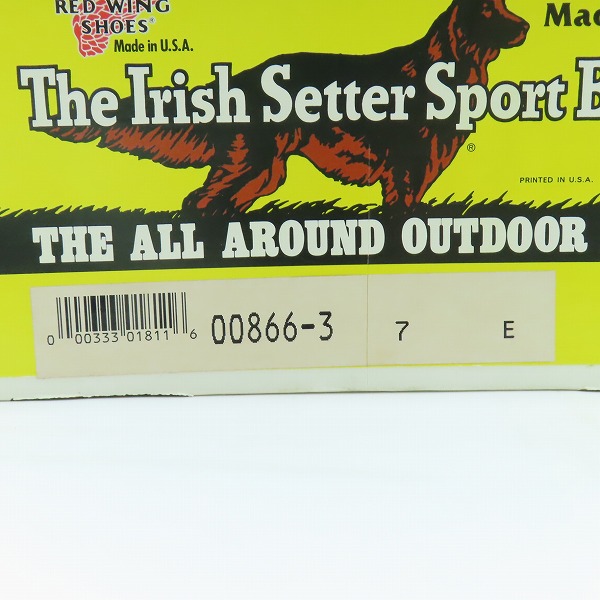 RED WING
SHOES®
Made in U.S.A.
The Irish Setter Sport
®
PRINTED IN U.S.A.
THE ALL AROUND OUTDOOR
0 00333 01811 6
00866-3 7 E